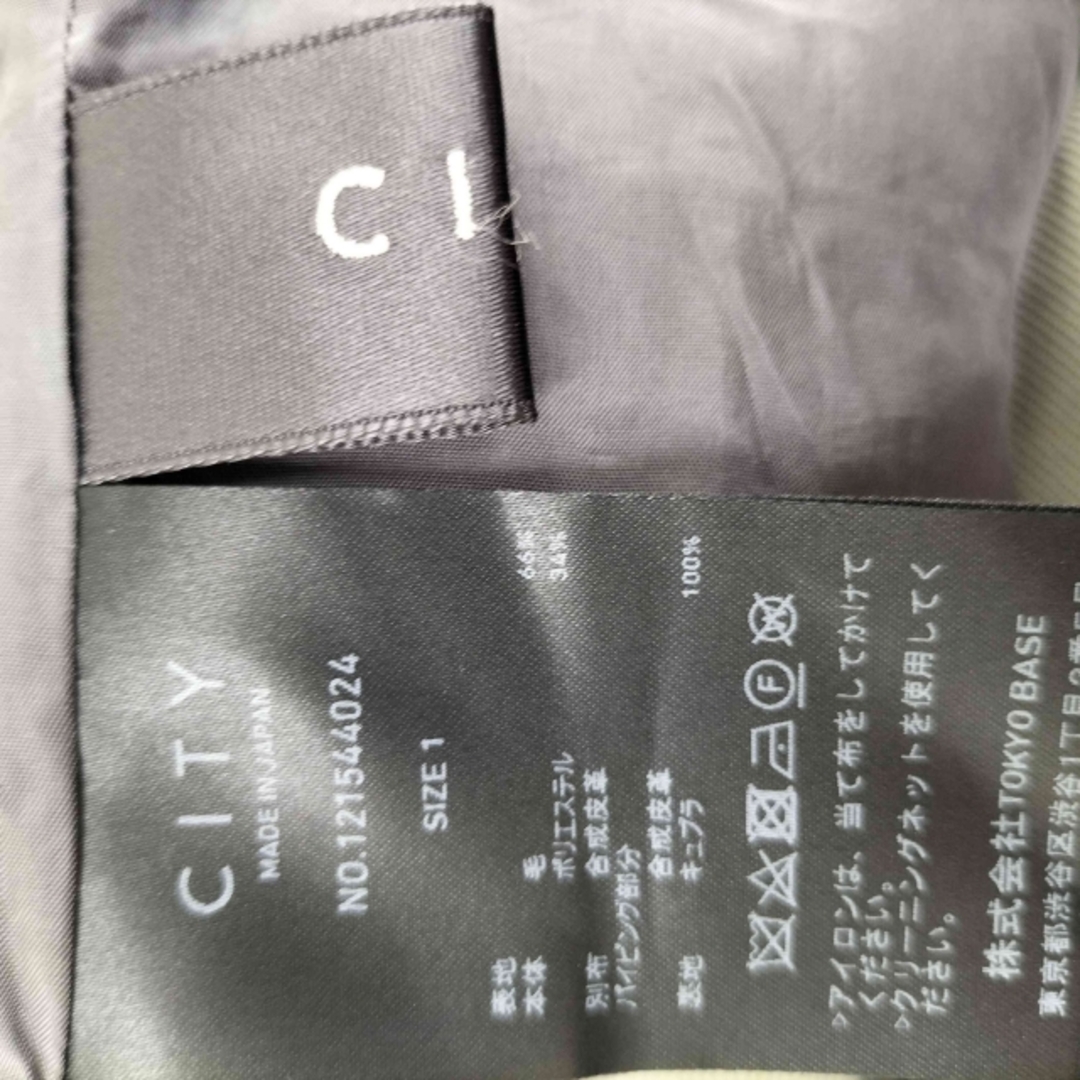 C I
CITY
MADE IN JAPAN
NO.121544024
SIZE 1
表地
本体 毛 66%
ポリエステル 34%
別布 合成皮革
パイピング部分
合成皮革
裏地 キュプラ 100%
F
▷アイロンは、当て布をしてかけて
ください。
▷クリーニングネットを使用してく
ださい。
株式会社TOKYO BASE
東京都渋谷区渋谷1丁目